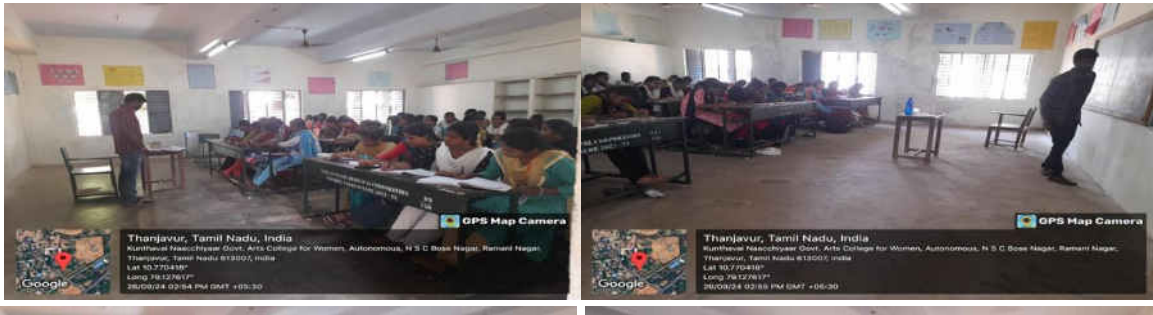 GPS Map Camera
Thanjavur, Tamil Nadu, India
Kunthavai Naacchiyaar Govt. Arts College for Women, Autonomous, N S C Bose Nagar, Ramani Nagar,
Thanjavur, Tamil Nadu 613007, India
Lat 10.770418°
Long 79.127617°
26/09/24 02:54 PM GMT +05:30
Google
GPS Map Camera
Thanjavur, Tamil Nadu, India
Kunthavai Naacchiyaar Govt. Arts College for Women, Autonomous, N S C Bose Nagar, Ramani Nagar,
Thanjavur, Tamil Nadu 613007, India
Lat 10.770418°
Long 79.127617°
26/09/24 02:55 PM GMT +05:30
Google